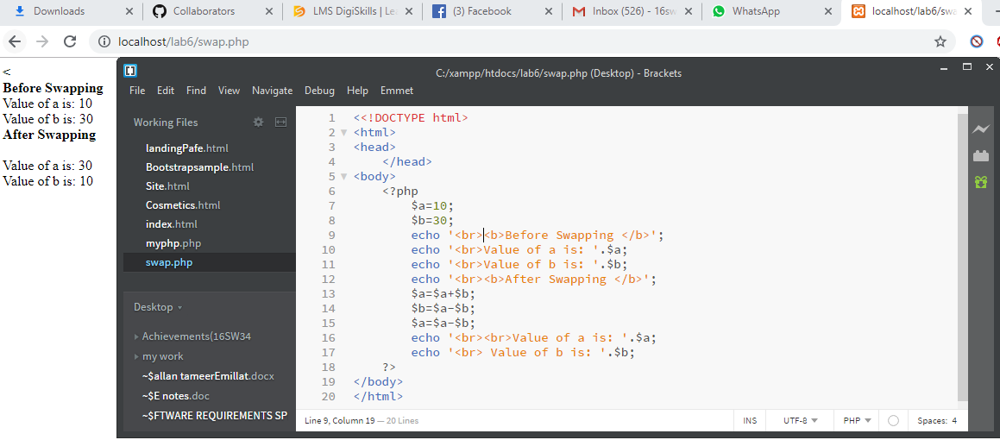 Downloads
Collaborators
LMS DigiSkills | Le
(3) Facebook
Inbox (526) - 16sw
WhatsApp
localhost/lab6/swa
localhost/lab6/swap.php
<
Before Swapping
Value of a is: 10
Value of b is: 30
After Swapping
Value of a is: 30
Value of b is: 10
C:/xampp/htdocs/lab6/swap.php (Desktop) - Brackets
File Edit Find View Navigate Debug Help Emmet
Working Files
landingPafe.html
Bootstrapsample.html
Site.html
Cosmetics.html
index.html
myphp.php
swap.php
Desktop
Achievements(16SW34
my work
~$allan tameerEmillat.docx
~$E notes.doc
~$FTWARE REQUIREMENTS SP
1 <<!DOCTYPE html>
2 <html>
3 <head>
4 </head>
5 <body>
6 <?php
7 $a=10;
8 $b=30;
9 echo '<br><b>Before Swapping </b>';
10 echo '<br>Value of a is: '.$a;
11 echo '<br>Value of b is: '.$b;
12 echo '<br><b>After Swapping </b>';
13 $a=$a+$b;
14 $b=$a-$b;
15 $a=$a-$b;
16 echo '<br><br>Value of a is: '.$a;
17 echo '<br> Value of b is: '.$b;
18 ?>
19 </body>
20 </html>
Line 9, Column 19 — 20 Lines
INS UTF-8 PHP Spaces: 4